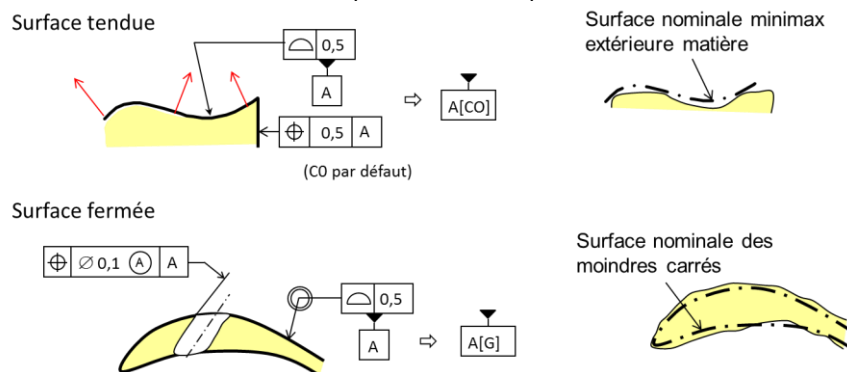 Surface tendue
⌓ 0,5
A
⇨ A[CO]
⌖ 0,5 A
(C0 par défaut)
Surface nominale minimax
extérieure matière
Surface fermée
⌖ ∅ 0,1 Ⓐ A
⌓ 0,5
A
⇨ A[G]
Surface nominale des
moindres carrés